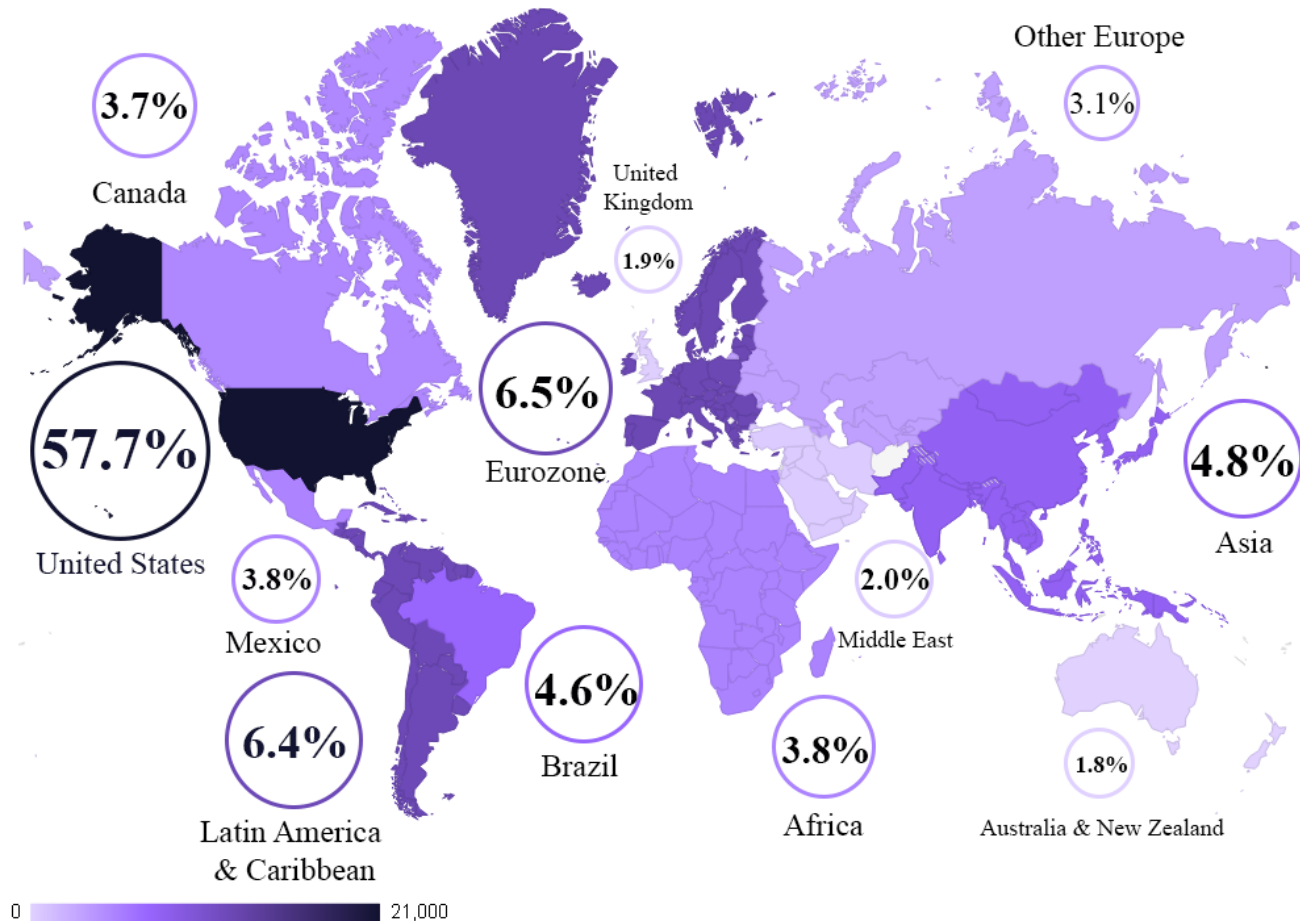 Other Europe
3.1%
3.7%
Canada
United
Kingdom
1.9%
6.5%
Eurozone
57.7%
United States
4.8%
Asia
3.8%
Mexico
2.0%
Middle East
4.6%
Brazil
6.4%
Latin America
& Caribbean
3.8%
Africa
1.8%
Australia & New Zealand
0
21,000